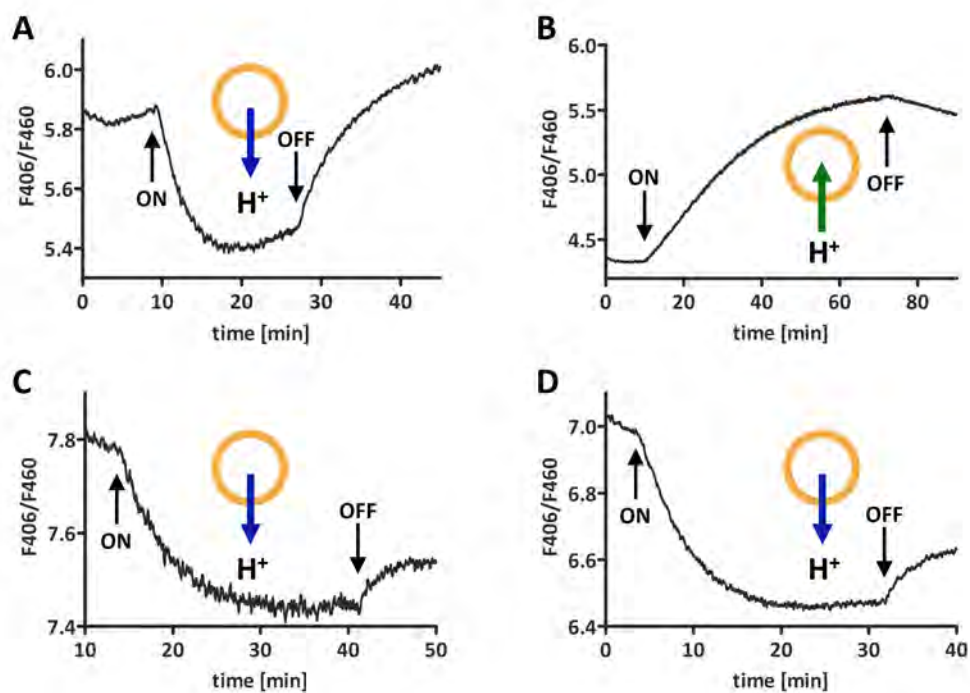 A
F406/F460
6.0
5.8
5.6
5.4
ON
OFF
H+
0 10 20 30 40
time [min]
B
F406/F460
6.0
5.5
5.0
4.5
ON
OFF
H+
0 20 40 60 80
time [min]
C
F406/F460
7.8
7.6
7.4
ON
OFF
H+
10 20 30 40 50
time [min]
D
F406/F460
7.0
6.8
6.6
6.4
ON
OFF
H+
0 10 20 30 40
time [min]